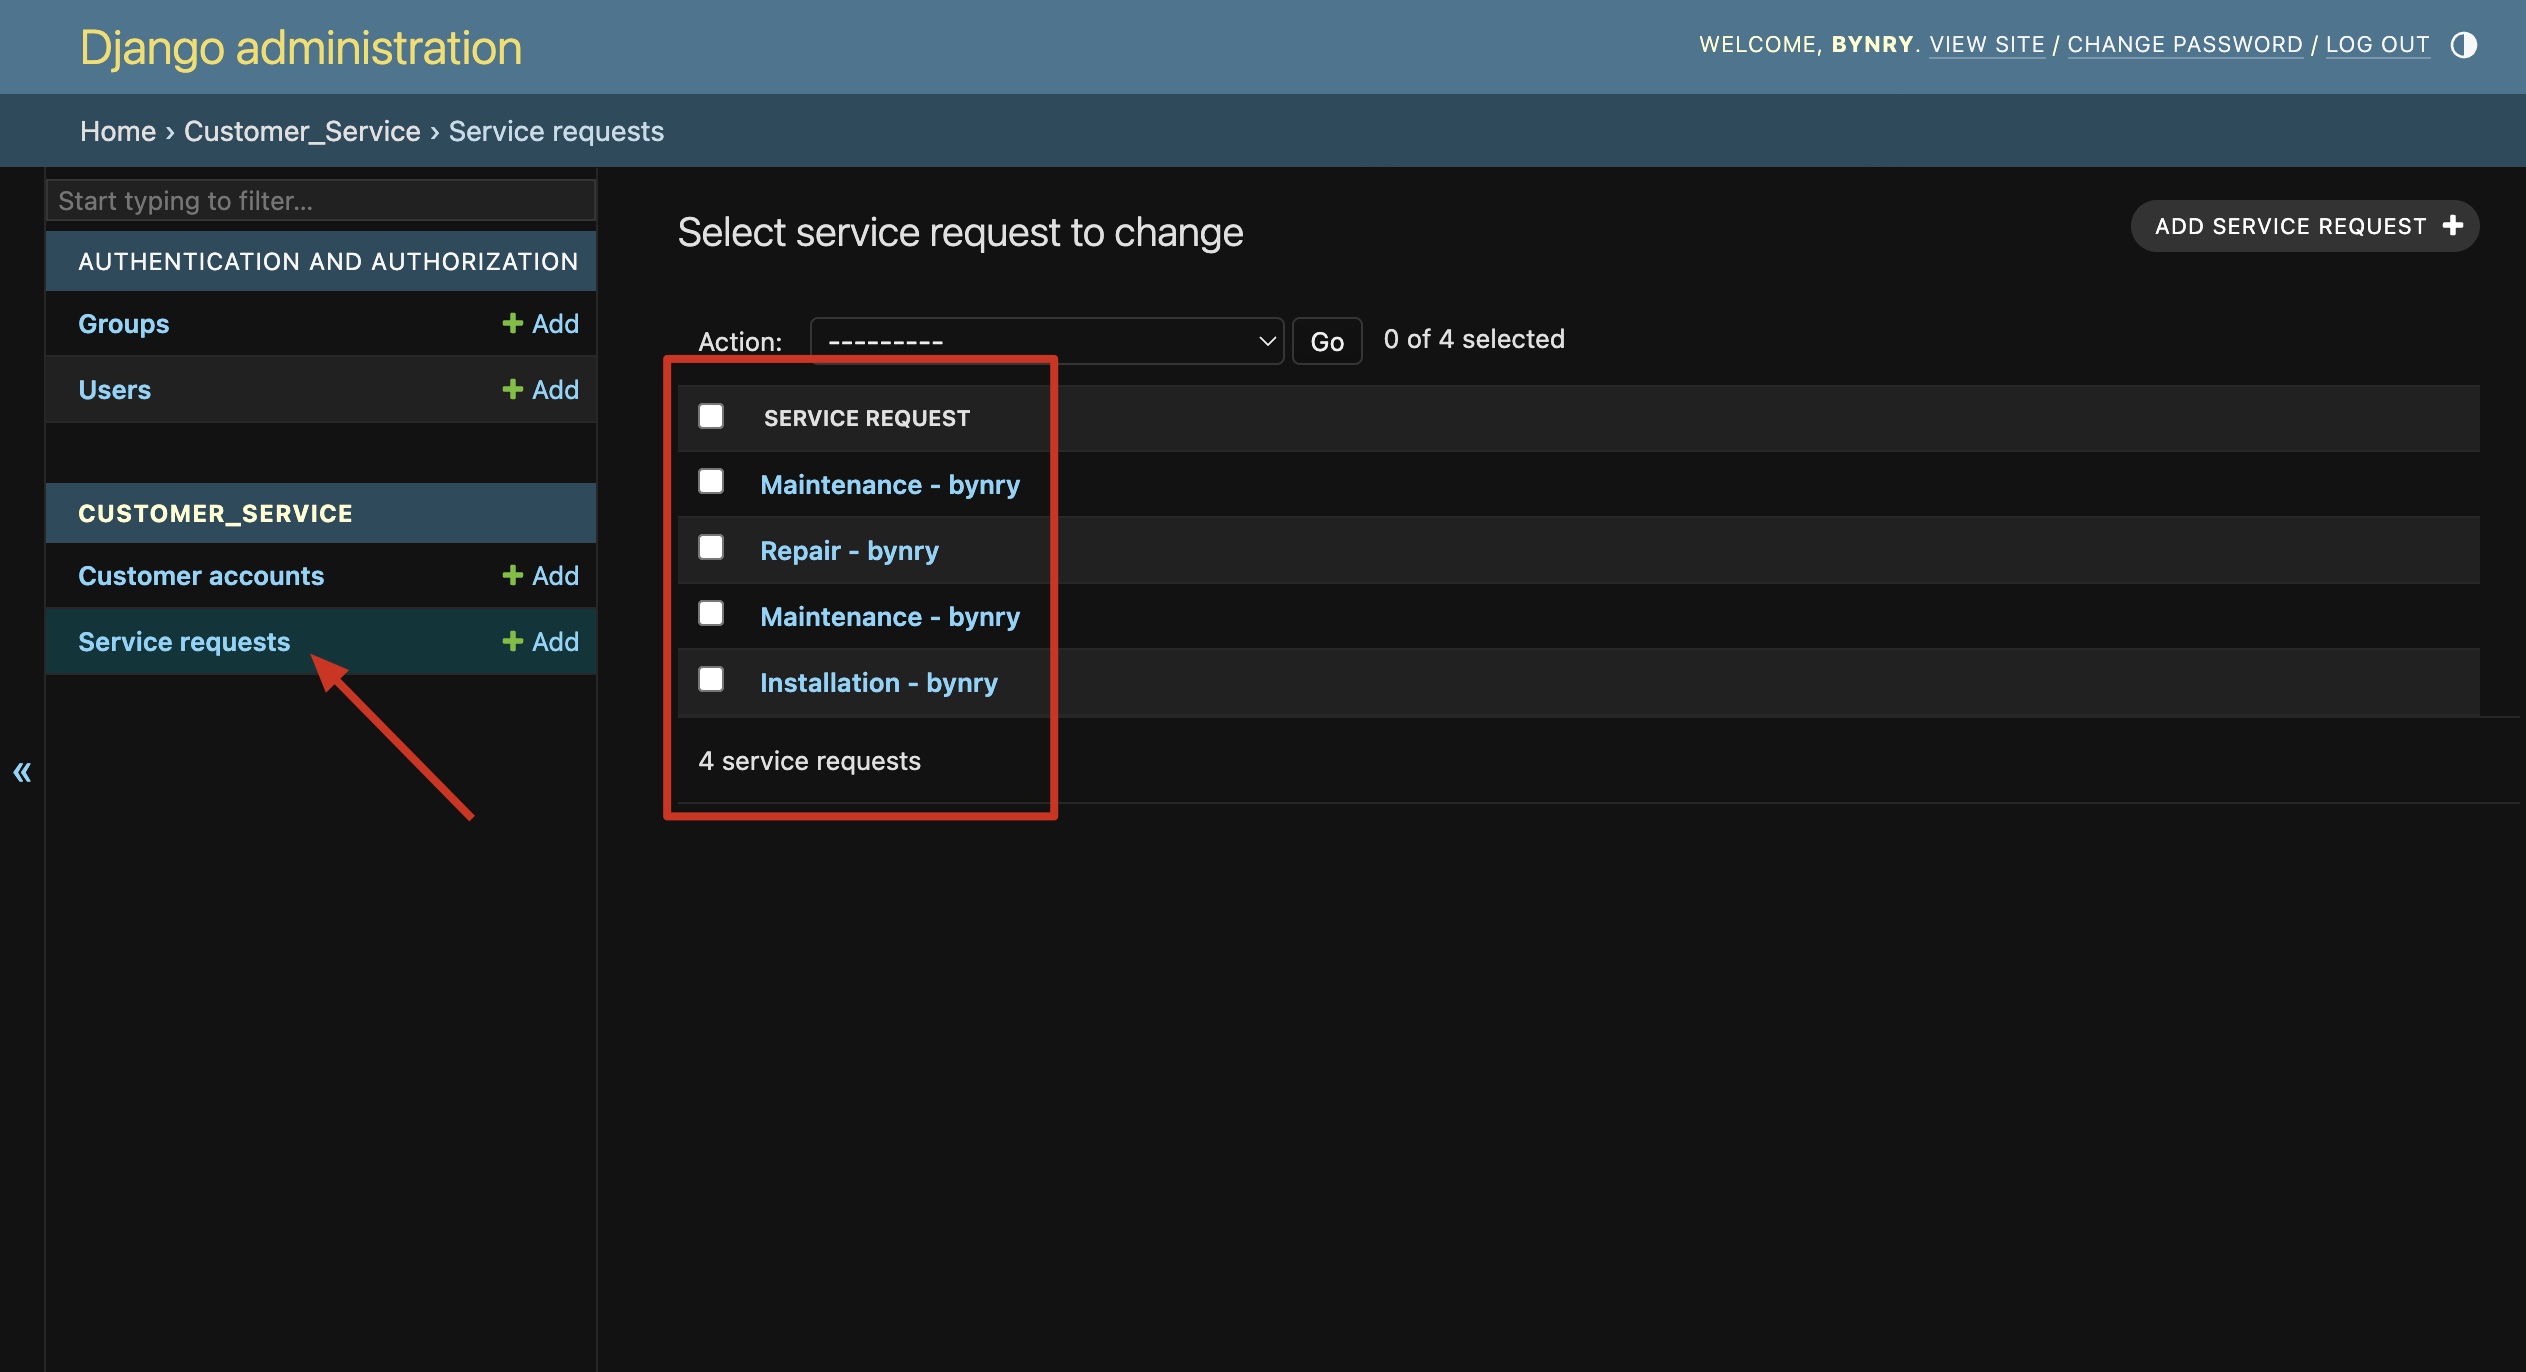 Django administration
WELCOME, BYNRY. VIEW SITE / CHANGE PASSWORD / LOG OUT
Home › Customer_Service › Service requests
Start typing to filter...
AUTHENTICATION AND AUTHORIZATION
Groups + Add
Users + Add
CUSTOMER_SERVICE
Customer accounts + Add
Service requests + Add
«
Select service request to change
ADD SERVICE REQUEST +
Action: --------- Go 0 of 4 selected
SERVICE REQUEST
Maintenance - bynry
Repair - bynry
Maintenance - bynry
Installation - bynry
4 service requests